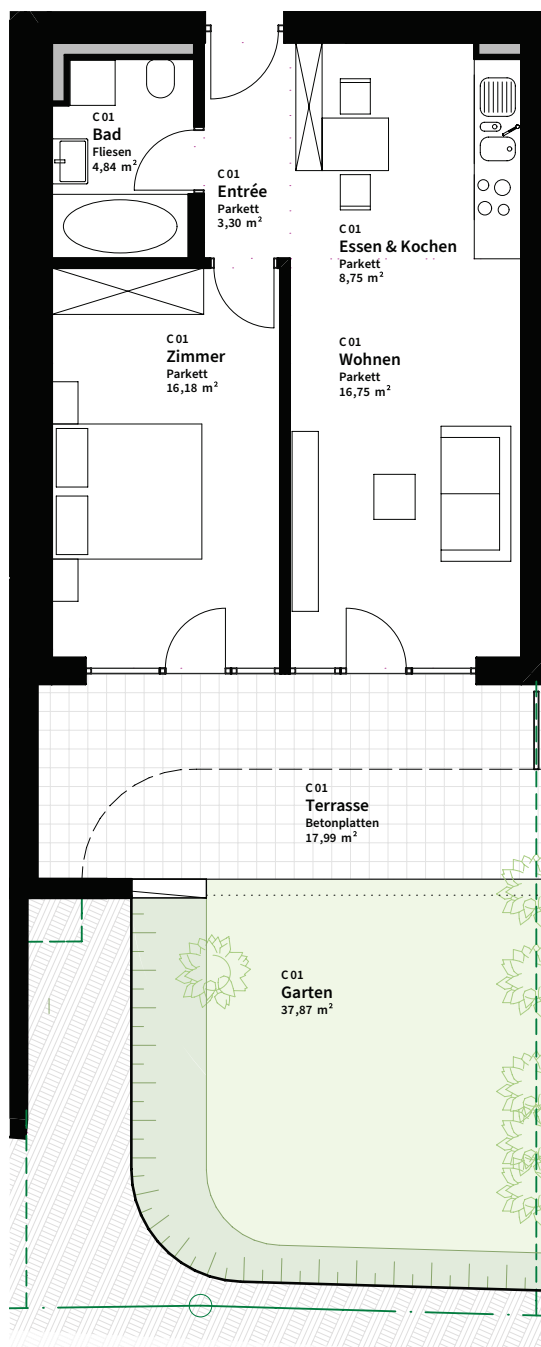 C 01
Bad
Fliesen
4,84 m²
C 01
Entrée
Parkett
3,30 m²
C 01
Essen & Kochen
Parkett
8,75 m²
C 01
Zimmer
Parkett
16,18 m²
C 01
Wohnen
Parkett
16,75 m²
C 01
Terrasse
Betonplatten
17,99 m²
C 01
Garten
37,87 m²